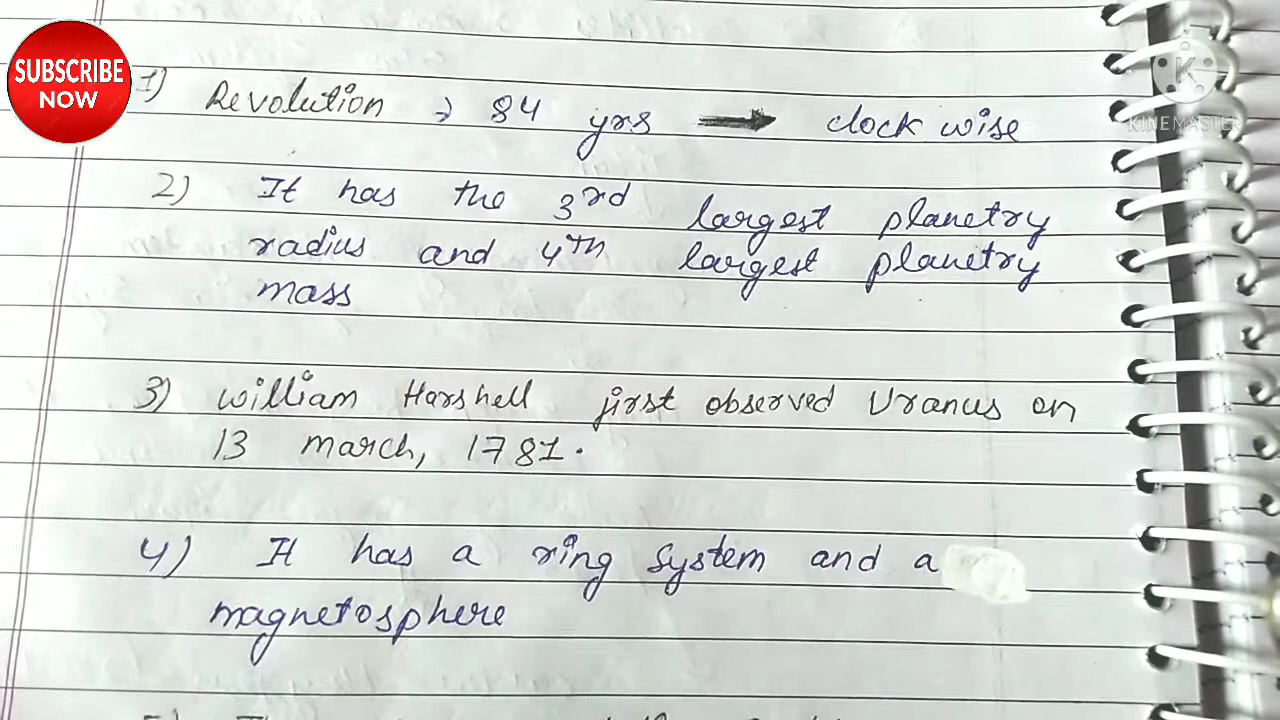 SUBSCRIBE
NOW
KINEMASTER
1) Revolution → 84 yrs → clock wise
2) It has the 3rd largest planetry
radius and 4th largest planetry
mass
3) William Harshell first observed Uranus on
13 march, 1781.
4) It has a ring system and a
magnetosphere